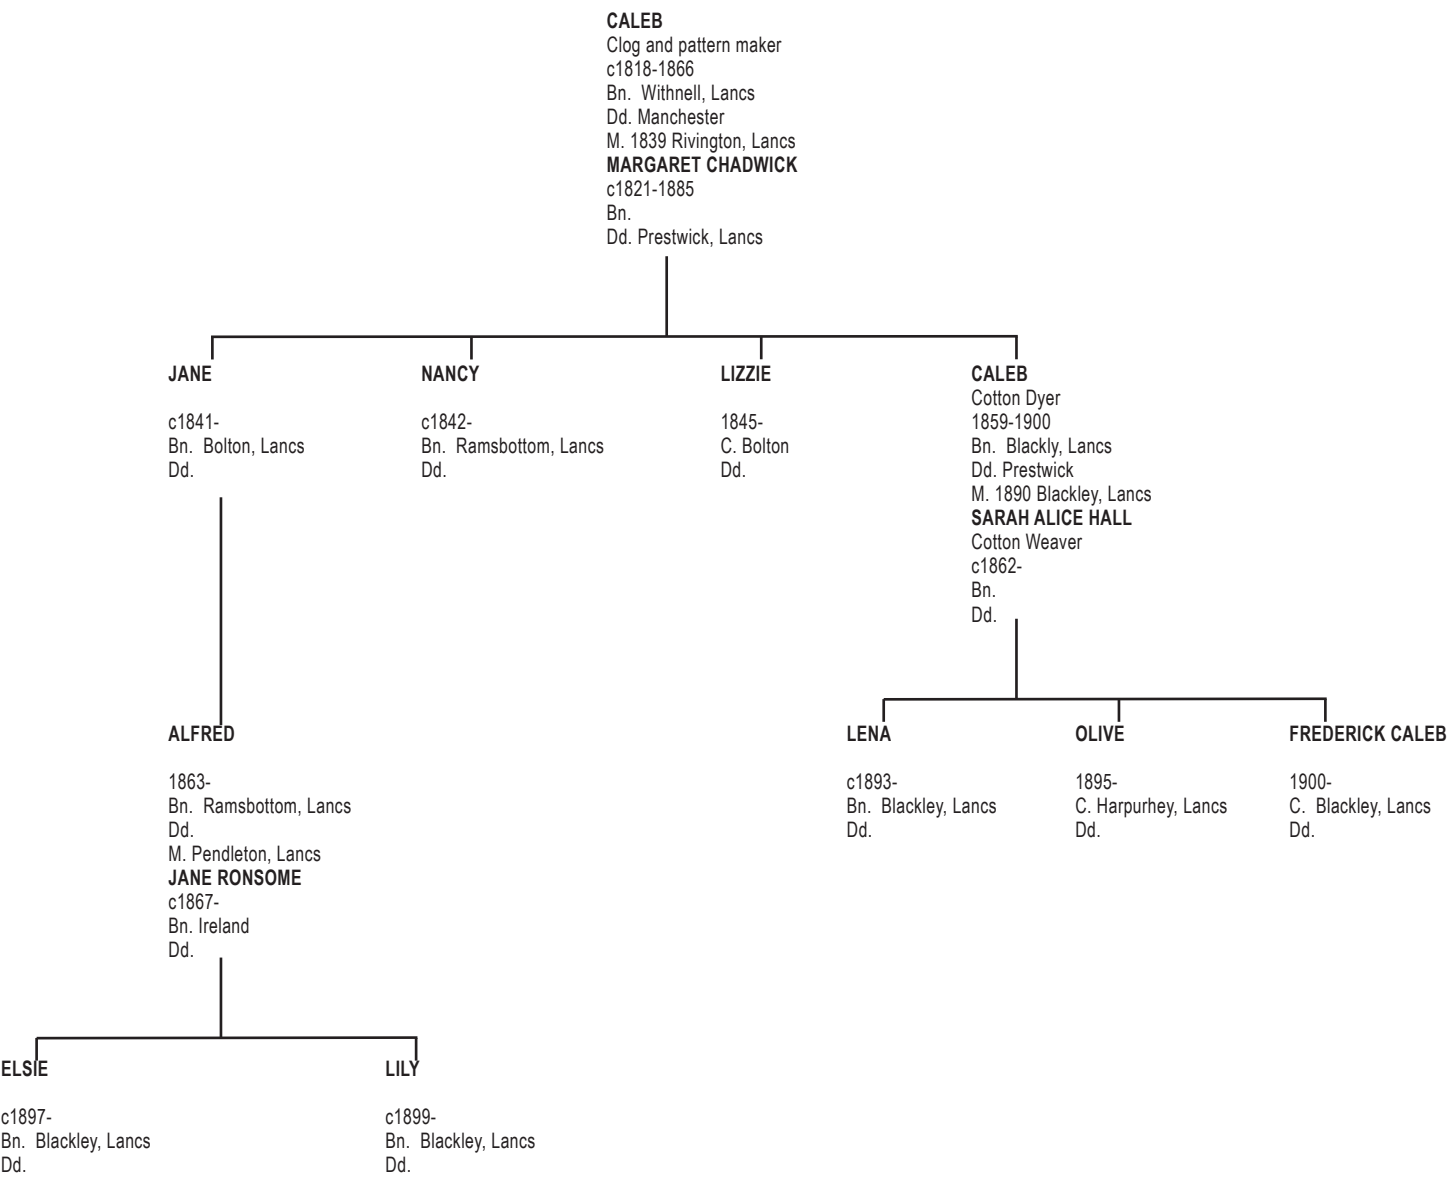 CALEB
Clog and pattern maker
c1818-1866
Bn. Withnell, Lancs
Dd. Manchester
M. 1839 Rivington, Lancs
MARGARET CHADWICK
c1821-1885
Bn.
Dd. Prestwick, Lancs
JANE
c1841-
Bn. Bolton, Lancs
Dd.
NANCY
c1842-
Bn. Ramsbottom, Lancs
Dd.
LIZZIE
1845-
C. Bolton
Dd.
CALEB
Cotton Dyer
1859-1900
Bn. Blackly, Lancs
Dd. Prestwick
M. 1890 Blackley, Lancs
SARAH ALICE HALL
Cotton Weaver
c1862-
Bn.
Dd.
ALFRED
1863-
Bn. Ramsbottom, Lancs
Dd.
M. Pendleton, Lancs
JANE RONSOME
c1867-
Bn. Ireland
Dd.
LENA
c1893-
Bn. Blackley, Lancs
Dd.
OLIVE
1895-
C. Harpurhey, Lancs
Dd.
FREDERICK CALEB
1900-
C. Blackley, Lancs
Dd.
ELSIE
c1897-
Bn. Blackley, Lancs
Dd.
LILY
c1899-
Bn. Blackley, Lancs
Dd.